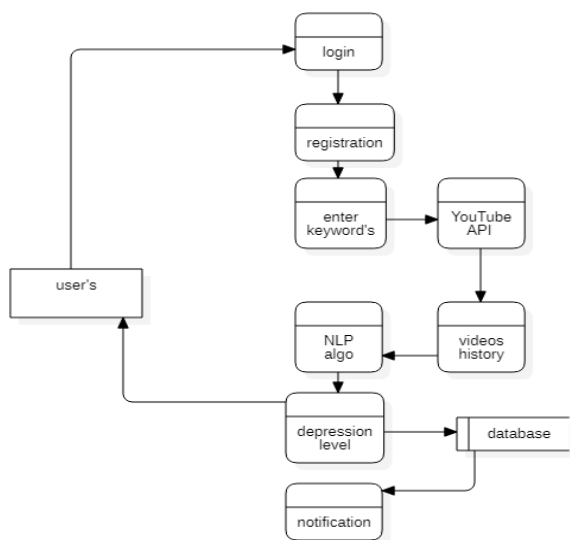 login
registration
enter
keyword's
YouTube
API
user's
NLP
algo
videos
history
depression
level
database
notification